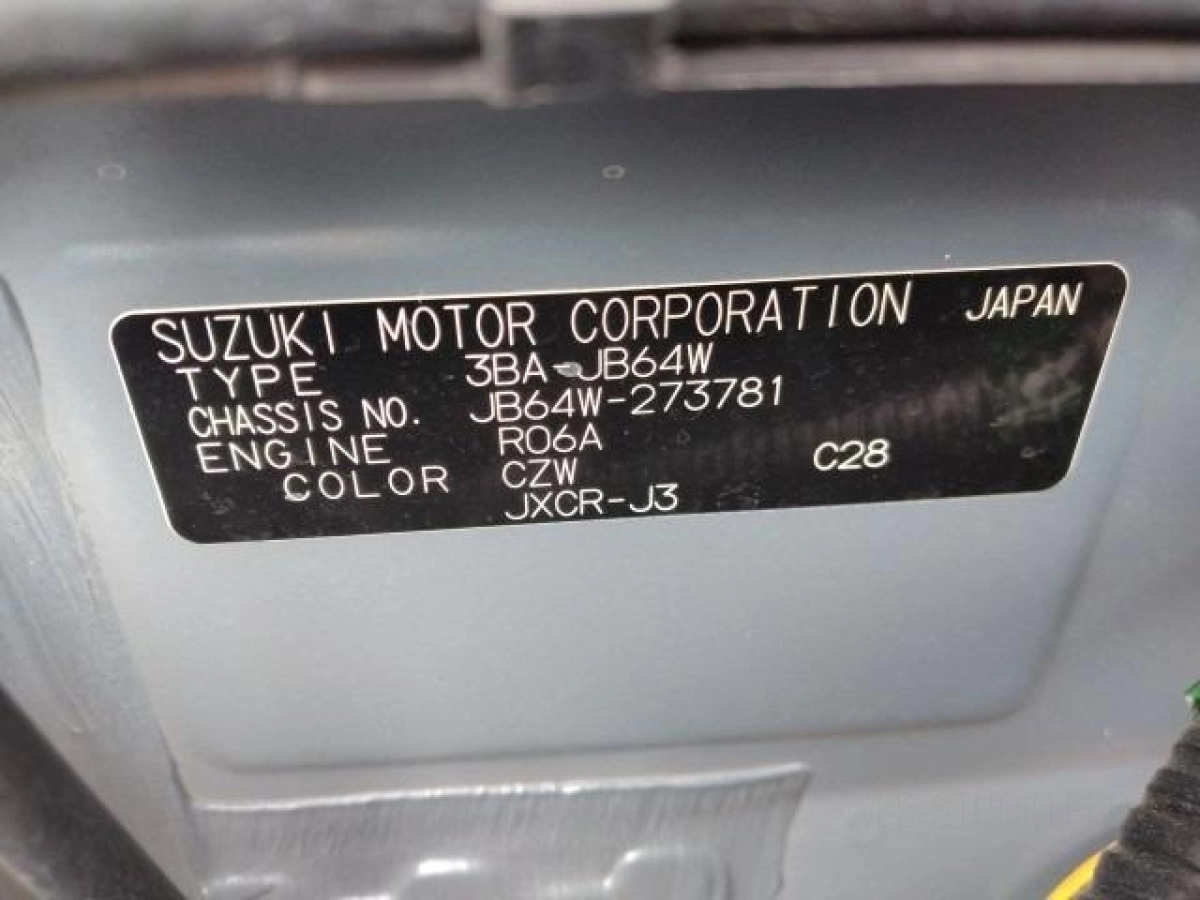 SUZUKI MOTOR CORPORATION JAPAN
TYPE 3BA-JB64W
CHASSIS NO. JB64W-273781
ENGINE R06A
COLOR CZW C28
JXCR-J3